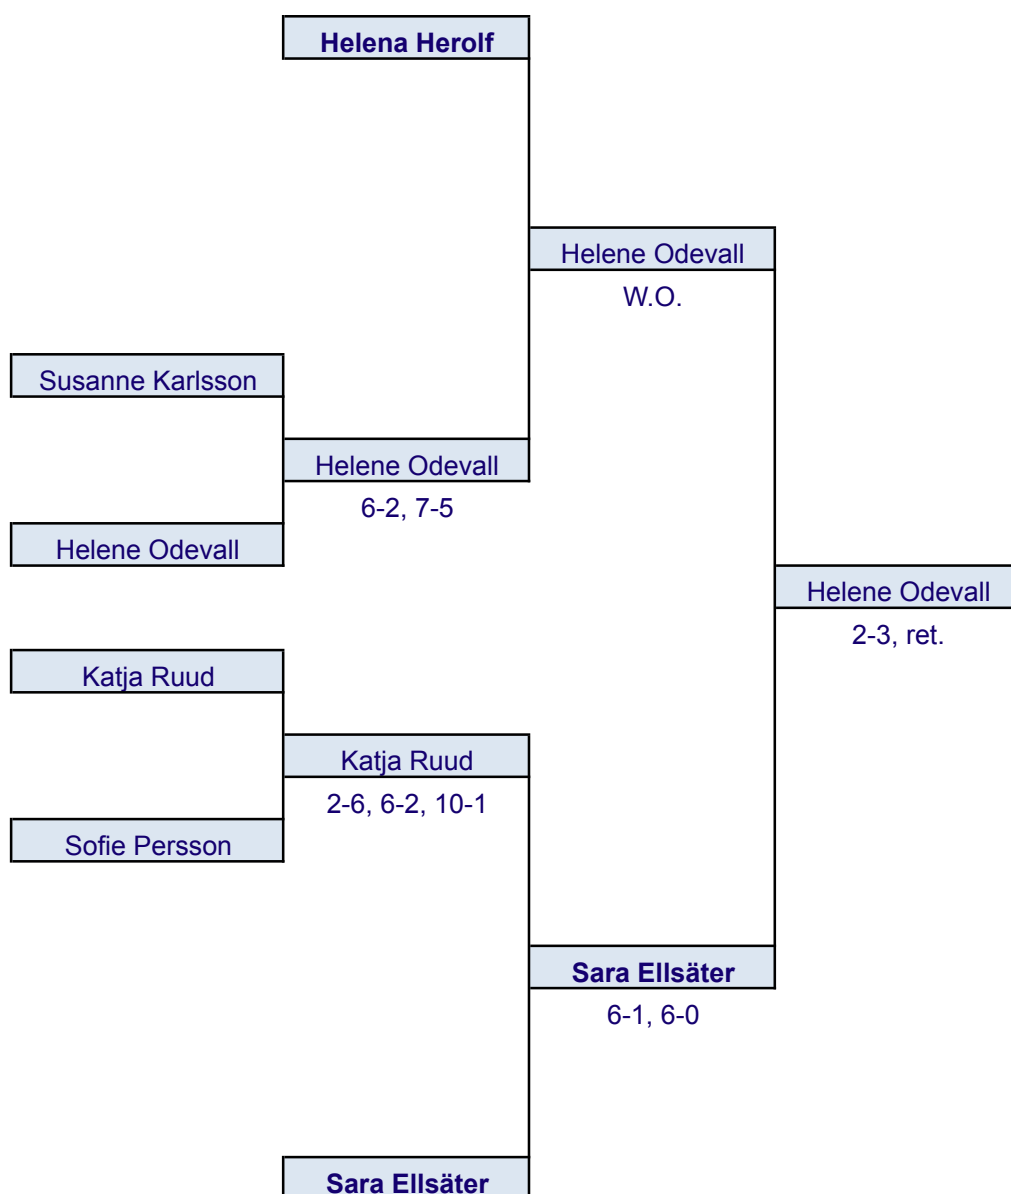 Helena Herolf
Helene Odevall
W.O.
Susanne Karlsson
Helene Odevall
6-2, 7-5
Helene Odevall
Helene Odevall
2-3, ret.
Katja Ruud
Katja Ruud
2-6, 6-2, 10-1
Sofie Persson
Sara Ellsäter
6-1, 6-0
Sara Ellsäter